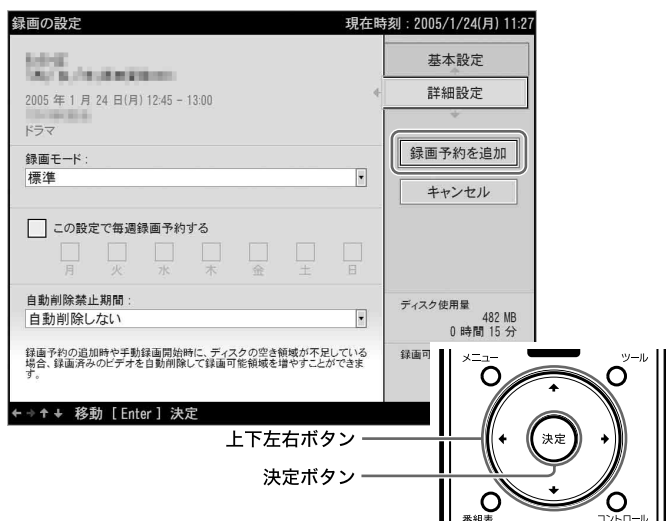 録画の設定
現在時刻 : 2005/1/24(月) 11:27
2005 年 1 月 24 日(月) 12:45 - 13:00
ドラマ
録画モード :
標準
この設定で毎週録画予約する
月 火 水 木 金 土 日
自動削除禁止期間 :
自動削除しない
録画予約の追加時や手動録画開始時に、ディスクの空き領域が不足している
場合、録画済みのビデオを自動削除して録画可能領域を増やすことができま
す。
基本設定
詳細設定
録画予約を追加
キャンセル
ディスク使用量
482 MB
0 時間 15 分
録画可
←→↑↓ 移動 [ Enter ] 決定
メニュー
ツール
決定
番組表
コントロール
上下左右ボタン
決定ボタン